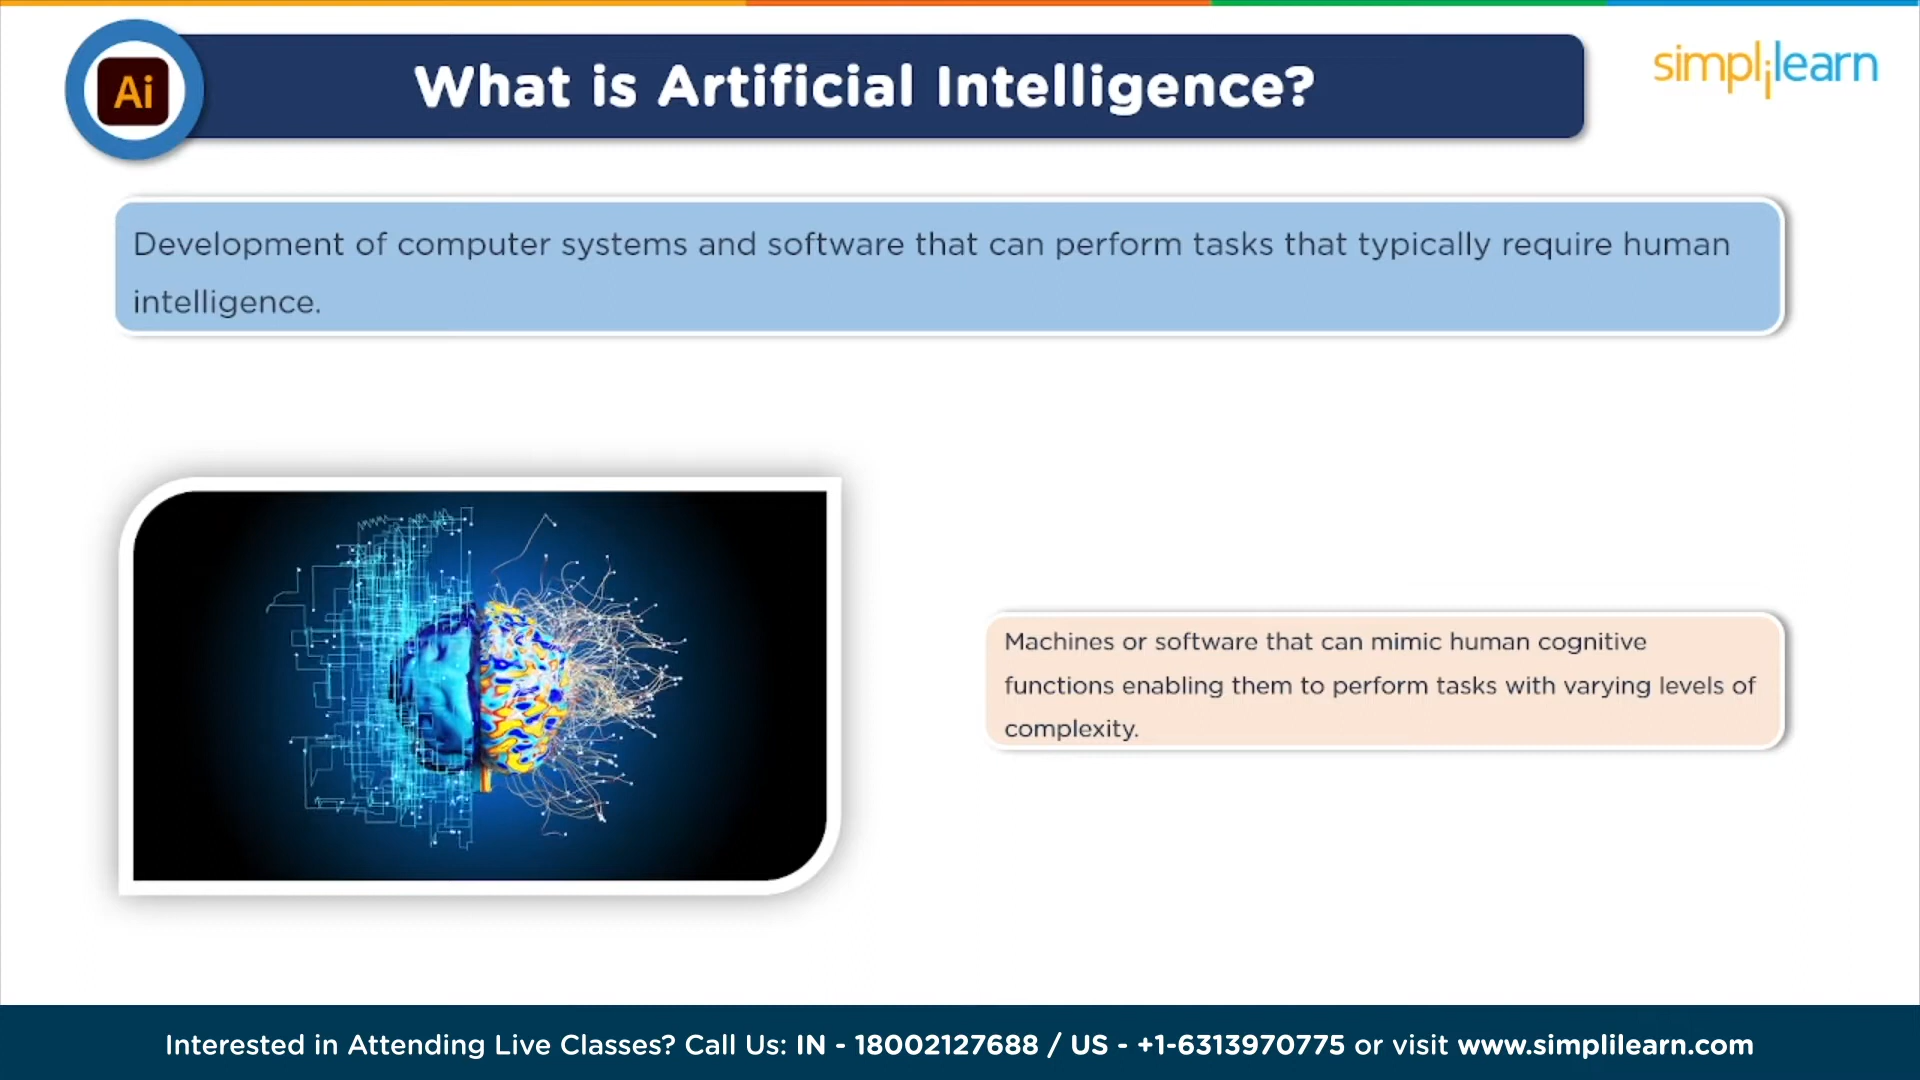 Ai
What is Artificial Intelligence?
simplilearn
Development of computer systems and software that can perform tasks that typically require human
intelligence.
Machines or software that can mimic human cognitive
functions enabling them to perform tasks with varying levels of
complexity.
Interested in Attending Live Classes? Call Us: IN - 18002127688 / US - +1-6313970775 or visit www.simplilearn.com